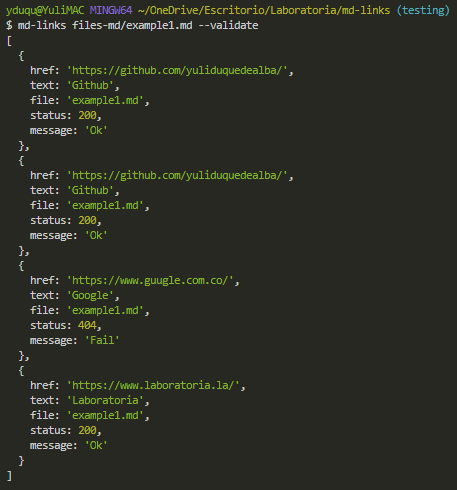 yduqu@YuliMAC MINGW64 ~/OneDrive/Escritorio/Laboratoria/md-links (testing)
$ md-links files-md/example1.md --validate
[
  {
    href: 'https://github.com/yuliduquedealba/',
    text: 'Github',
    file: 'example1.md',
    status: 200,
    message: 'Ok'
  },
  {
    href: 'https://github.com/yuliduquedealba/',
    text: 'Github',
    file: 'example1.md',
    status: 200,
    message: 'Ok'
  },
  {
    href: 'https://www.guugle.com.co/',
    text: 'Google',
    file: 'example1.md',
    status: 404,
    message: 'Fail'
  },
  {
    href: 'https://www.laboratoria.la/',
    text: 'Laboratoria',
    file: 'example1.md',
    status: 200,
    message: 'Ok'
  }
]